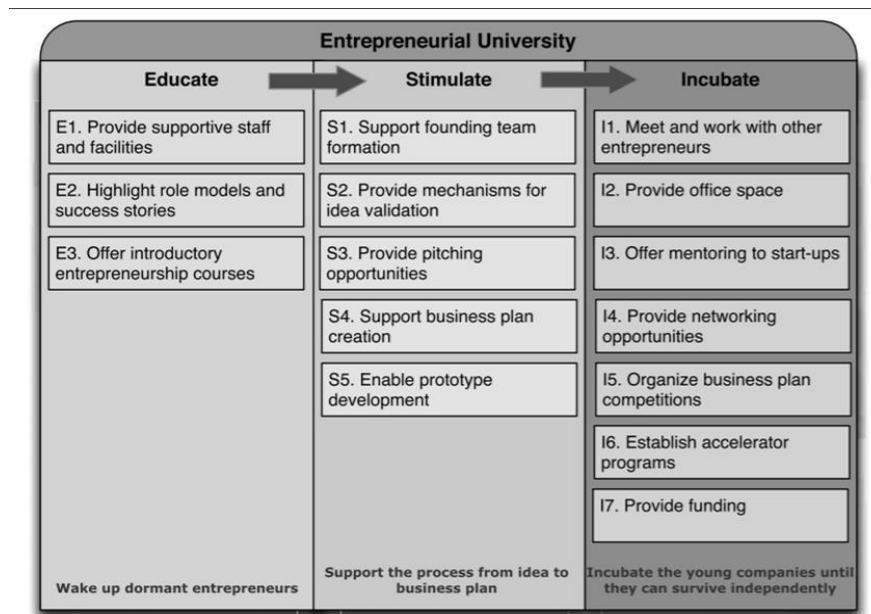 Entrepreneurial University
Educate
E1. Provide supportive staff
and facilities
E2. Highlight role models and
success stories
E3. Offer introductory
entrepreneurship courses
Wake up dormant entrepreneurs
Stimulate
S1. Support founding team
formation
S2. Provide mechanisms for
idea validation
S3. Provide pitching
opportunities
S4. Support business plan
creation
S5. Enable prototype
development
Support the process from idea to
business plan
Incubate
I1. Meet and work with other
entrepreneurs
I2. Provide office space
I3. Offer mentoring to start-ups
I4. Provide networking
opportunities
I5. Organize business plan
competitions
I6. Establish accelerator
programs
I7. Provide funding
Incubate the young companies until
they can survive independently